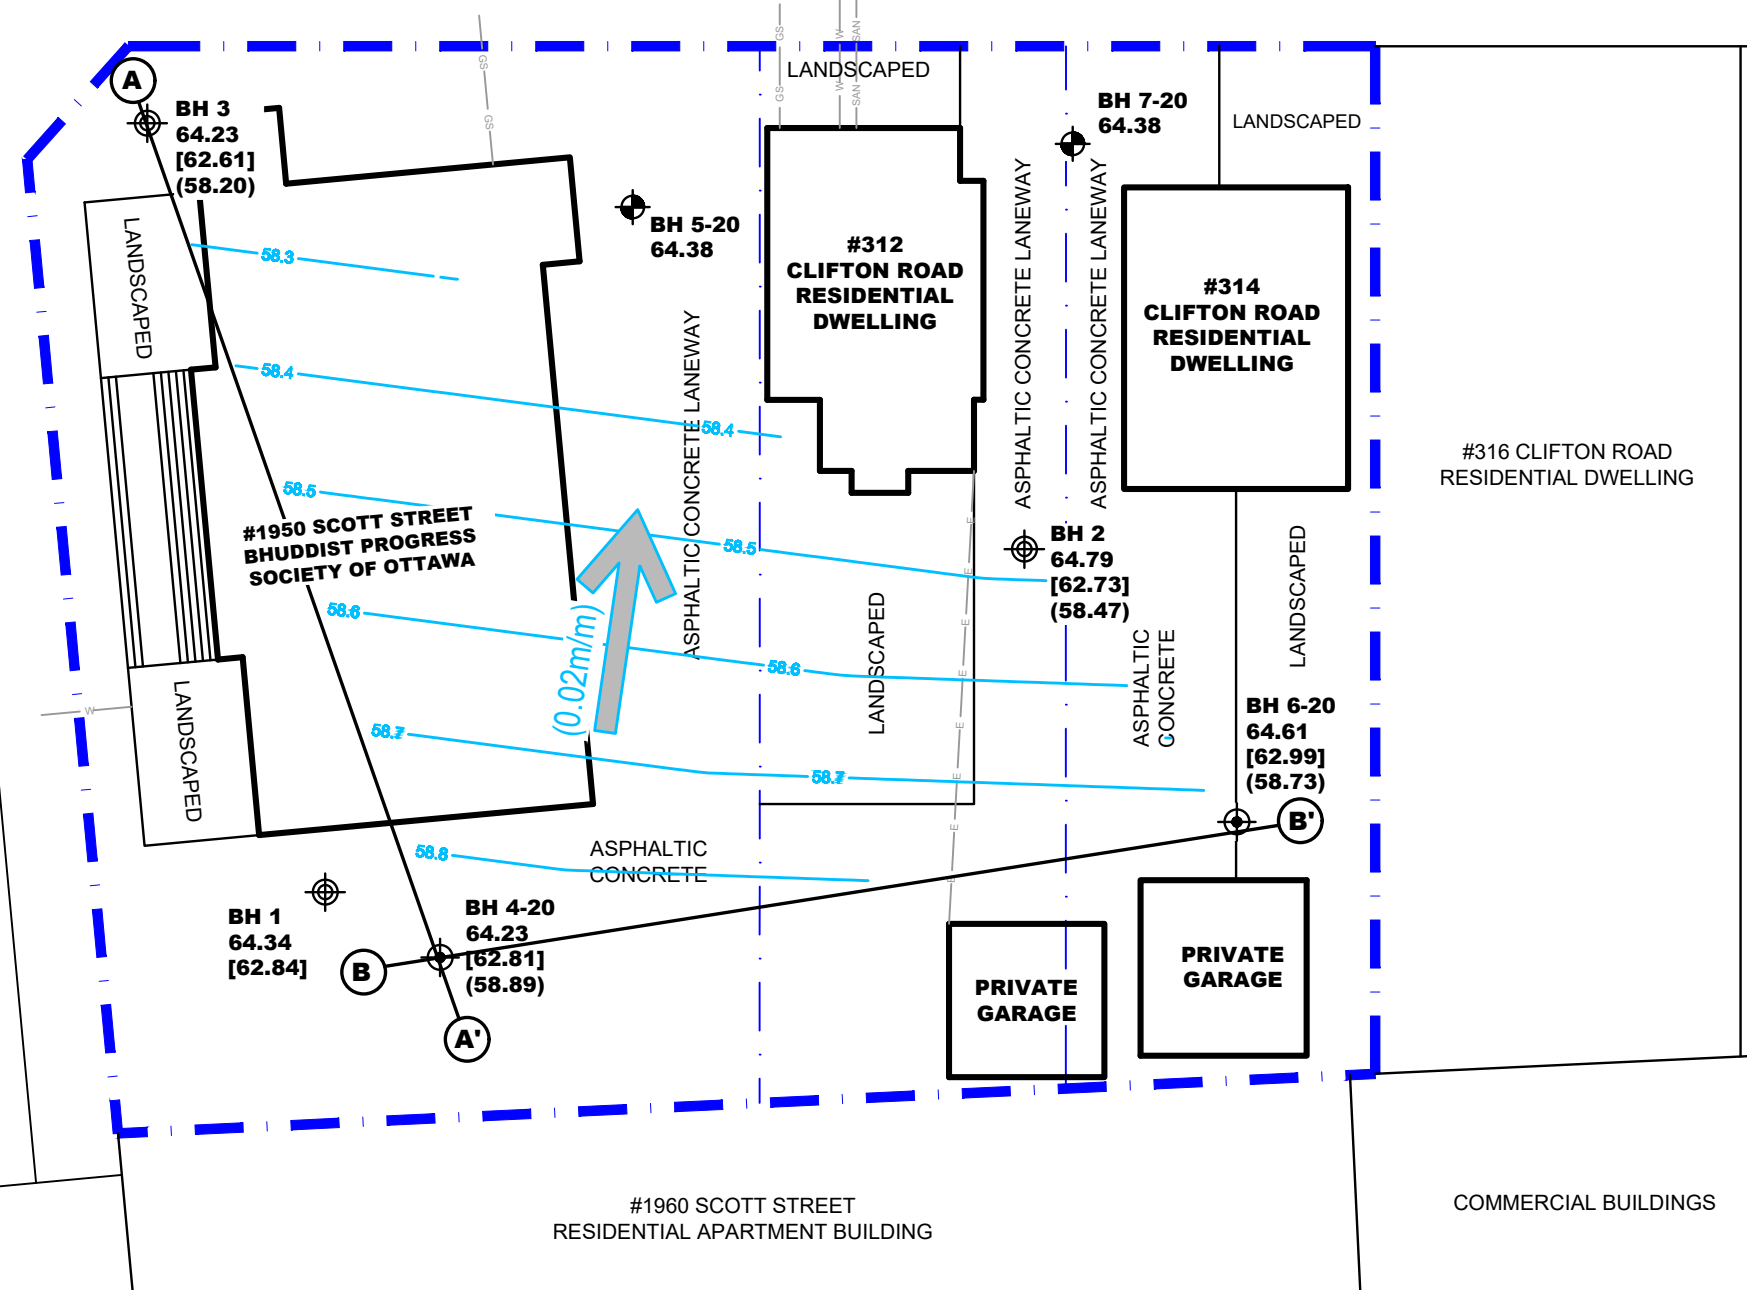 GS
GS
W
SAN
SAN
W
GS
GS
A
BH 3
64.23
[62.61]
(58.20)
LANDSCAPED
BH 7-20
64.38
LANDSCAPED
BH 5-20
64.38
#312
CLIFTON ROAD
RESIDENTIAL
DWELLING
#314
CLIFTON ROAD
RESIDENTIAL
DWELLING
ASPHALTIC CONCRETE LANEWAY
ASPHALTIC CONCRETE LANEWAY
ASPHALTIC CONCRETE LANEWAY
LANDSCAPED
58.3
58.4
58.4
58.5
58.5
#1950 SCOTT STREET
BHUDDIST PROGRESS
SOCIETY OF OTTAWA
#316 CLIFTON ROAD
RESIDENTIAL DWELLING
BH 2
64.79
[62.73]
(58.47)
LANDSCAPED
LANDSCAPED
58.6
58.6
(0.02m/m)
E
E
E
E
E
E
E
ASPHALTIC
CONCRETE
W
LANDSCAPED
58.7
58.7
BH 6-20
64.61
[62.99]
(58.73)
B'
58.8
ASPHALTIC
CONCRETE
BH 1
64.34
[62.84]
B
BH 4-20
64.23
[62.81]
(58.89)
A'
PRIVATE
GARAGE
PRIVATE
GARAGE
#1960 SCOTT STREET
RESIDENTIAL APARTMENT BUILDING
COMMERCIAL BUILDINGS